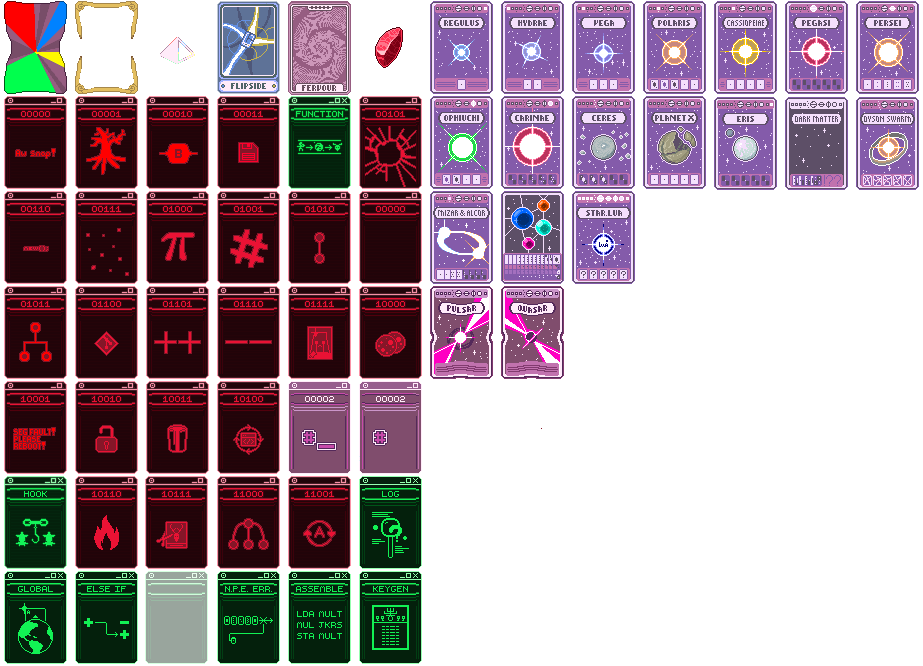 FLIPSIDE
FERVOUR
REGULUS
HYDRAE
VEGA
POLARIS
CASSIOPEIAE
PEGASI
PERSEI
00000
Aw Snap!
00001
00010
B
00011
FUNCTION
00101
OPHIUCHI
CARINAE
CERES
PLANET X
ERIS
DARK MATTER
DYSON SWARM
00110
00111
01000
π
01001
#
01010
00000
MIZAR & ALCOR
STAR.LUA
LUA
? ? ? ? ?
01011
01100
01101
++
01110
01111
10000
PULSAR
QUASAR
10001
SEG FAULT!
PLEASE
REBOOT!
10010
10011
10100
00002
00002
HOOK
10110
10111
11000
11001
A
LOG
GLOBAL
ELSE IF
N.P.E. ERR.
ASSEMBLE
LDA MULT
MUL JKRS
STA MULT
KEYGEN